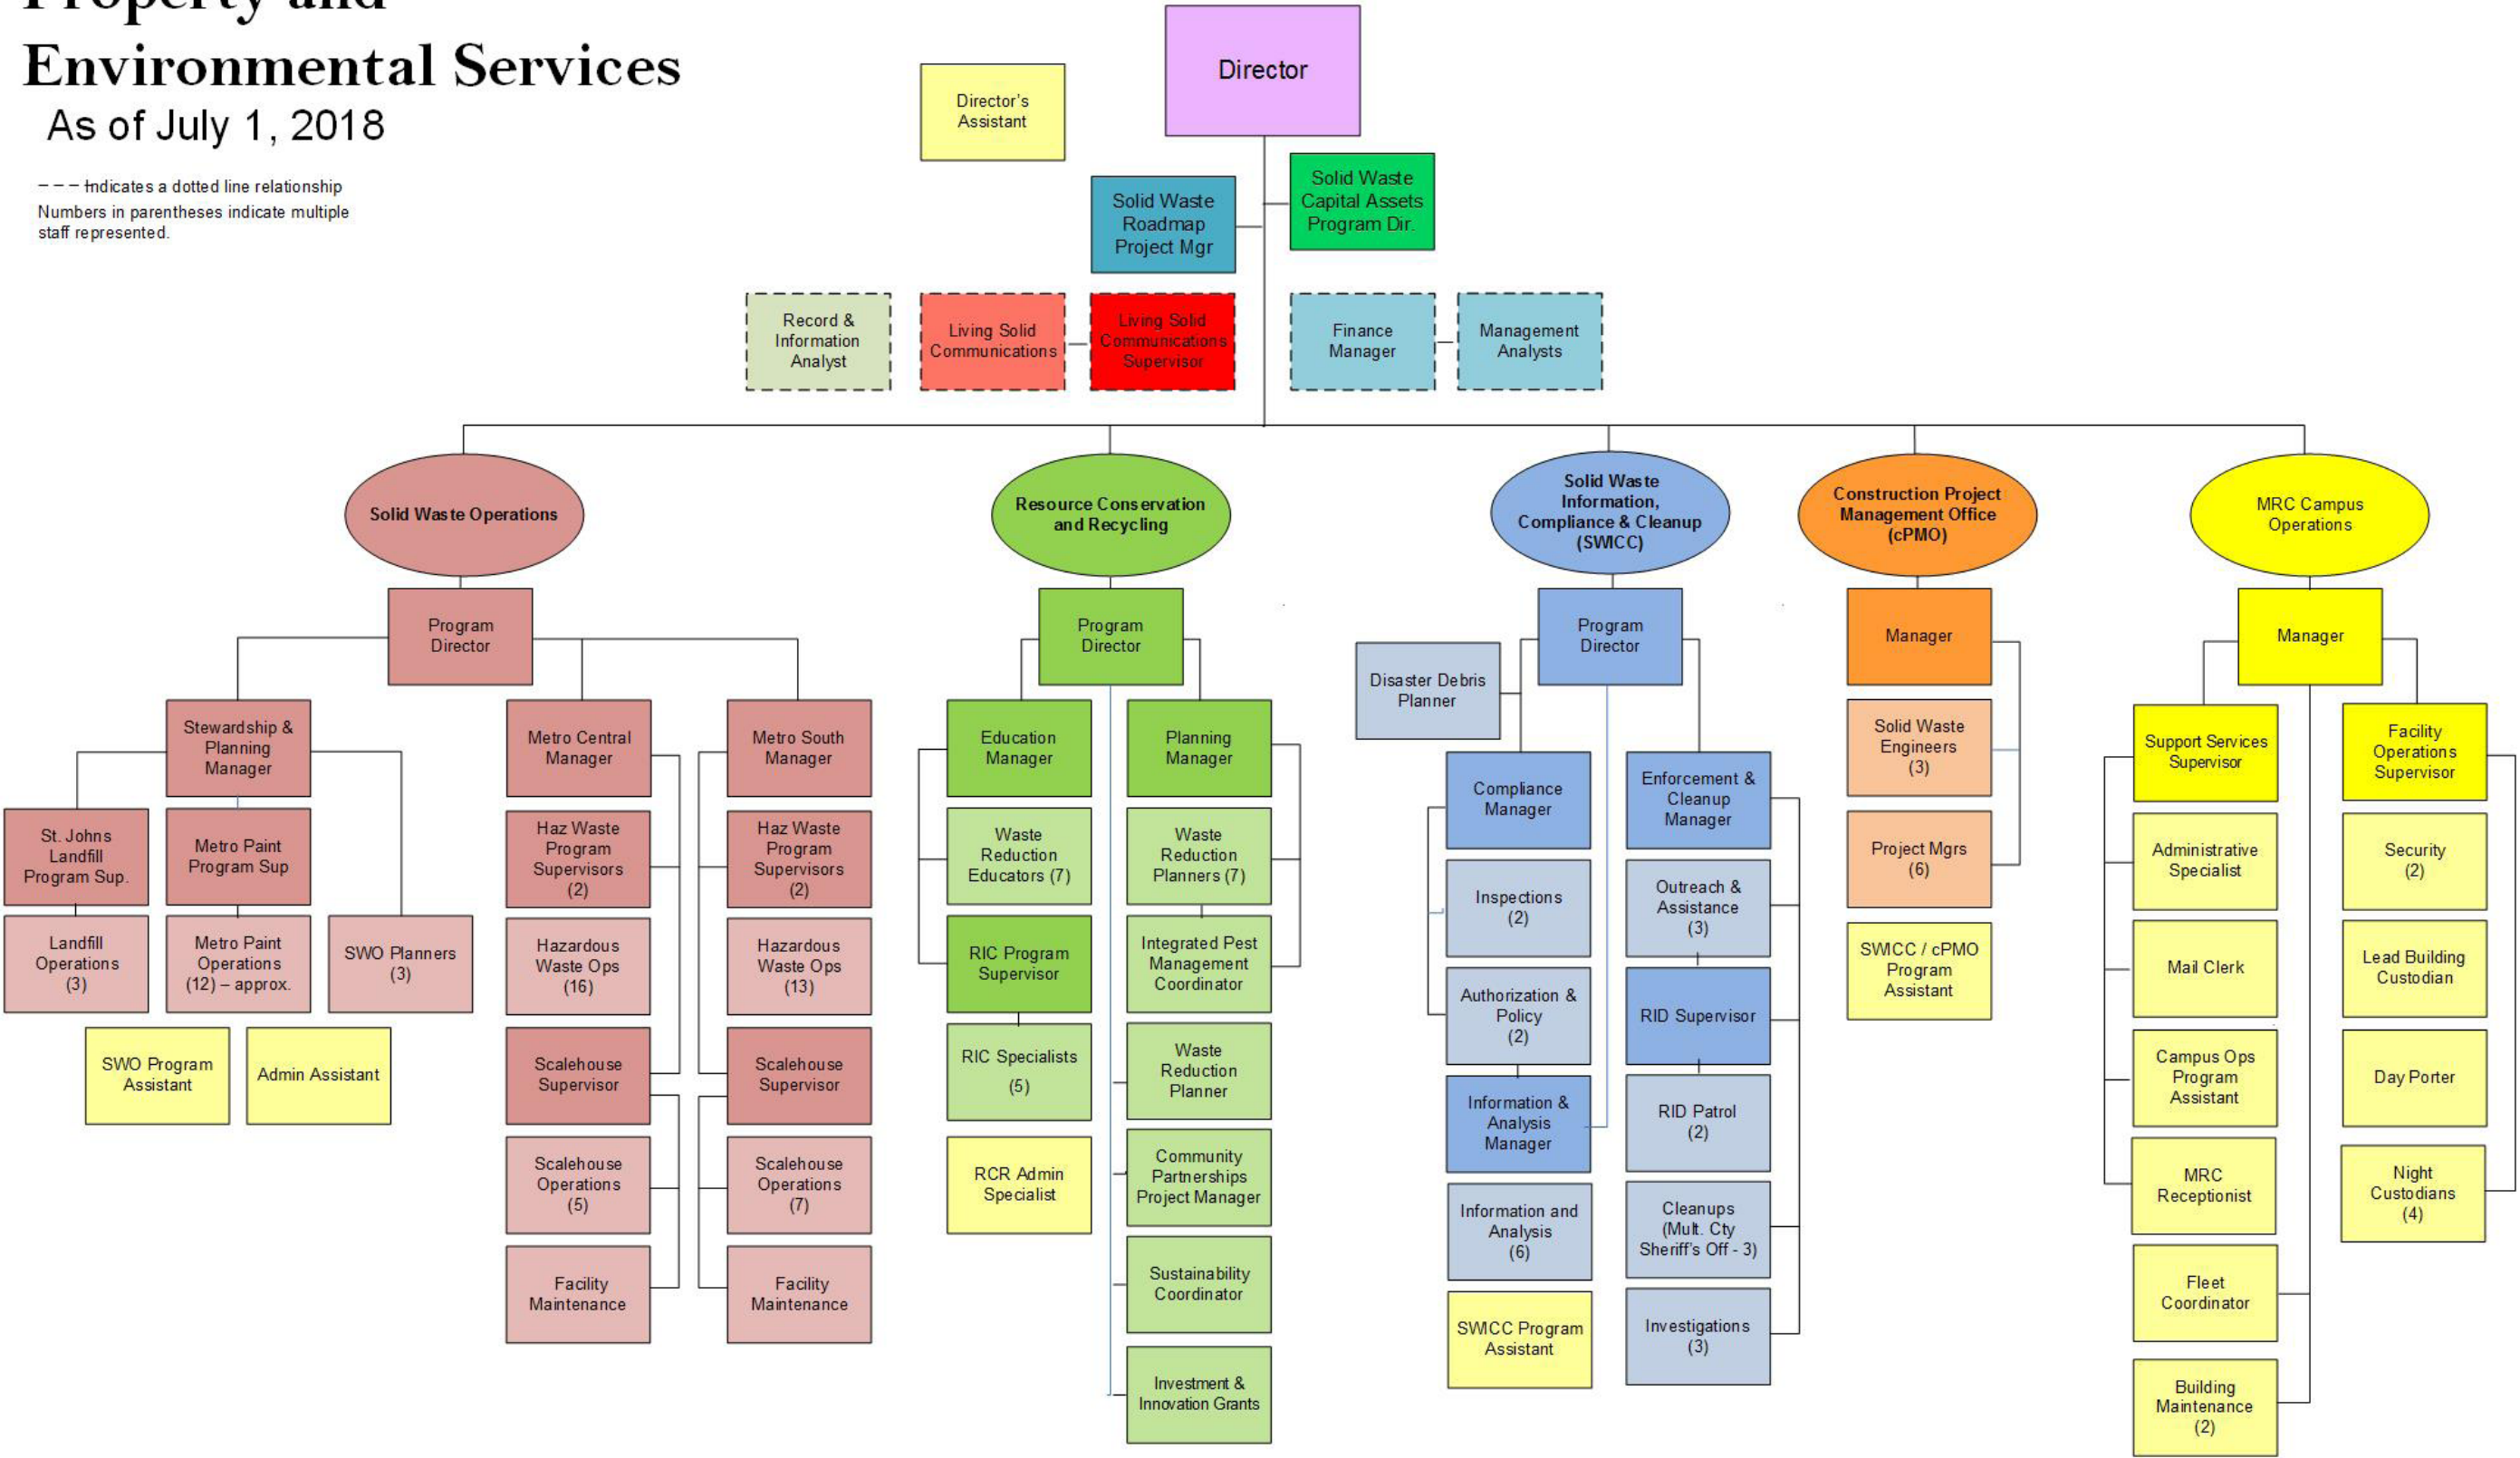 Property and
Environmental Services
As of July 1, 2018
Indicates a dotted line relationship
Numbers in parentheses indicate multiple
staff represented.
Director
Director's
Assistant
Solid Waste
Roadmap
Project Mgr
Solid Waste
Capital Assets
Program Dir.
Record &
Information
Analyst
Living Solid
Communications
Living Solid
Communications
Supervisor
Finance
Manager
Management
Analysts
Solid Waste Operations
Program
Director
Stewardship &
Planning
Manager
St. Johns
Landfill
Program Sup.
Landfill
Operations
(3)
Metro Paint
Program Sup
Metro Paint
Operations
(12) – approx.
SWO Planners
(3)
SWO Program
Assistant
Admin Assistant
Metro Central
Manager
Haz Waste
Program
Supervisors
(2)
Hazardous
Waste Ops
(16)
Scalehouse
Supervisor
Scalehouse
Operations
(5)
Facility
Maintenance
Metro South
Manager
Haz Waste
Program
Supervisors
(2)
Hazardous
Waste Ops
(13)
Scalehouse
Supervisor
Scalehouse
Operations
(7)
Facility
Maintenance
Resource Conservation
and Recycling
Program
Director
Education
Manager
Waste
Reduction
Educators (7)
RIC Program
Supervisor
RIC Specialists
(5)
RCR Admin
Specialist
Planning
Manager
Waste
Reduction
Planners (7)
Integrated Pest
Management
Coordinator
Waste
Reduction
Planner
Community
Partnerships
Project Manager
Sustainability
Coordinator
Investment &
Innovation Grants
Solid Waste
Information,
Compliance & Cleanup
(SWICC)
Program
Director
Disaster Debris
Planner
Compliance
Manager
Inspections
(2)
Authorization &
Policy
(2)
Information &
Analysis
Manager
Information and
Analysis
(6)
SWICC Program
Assistant
Enforcement &
Cleanup
Manager
Outreach &
Assistance
(3)
RID Supervisor
RID Patrol
(2)
Cleanups
(Mult. Cty
Sheriff's Off - 3)
Investigations
(3)
Construction Project
Management Office
(cPMO)
Manager
Solid Waste
Engineers
(3)
Project Mgrs
(6)
SWICC / cPMO
Program
Assistant
MRC Campus
Operations
Manager
Support Services
Supervisor
Administrative
Specialist
Mail Clerk
Campus Ops
Program
Assistant
MRC
Receptionist
Fleet
Coordinator
Building
Maintenance
(2)
Facility
Operations
Supervisor
Security
(2)
Lead Building
Custodian
Day Porter
Night
Custodians
(4)